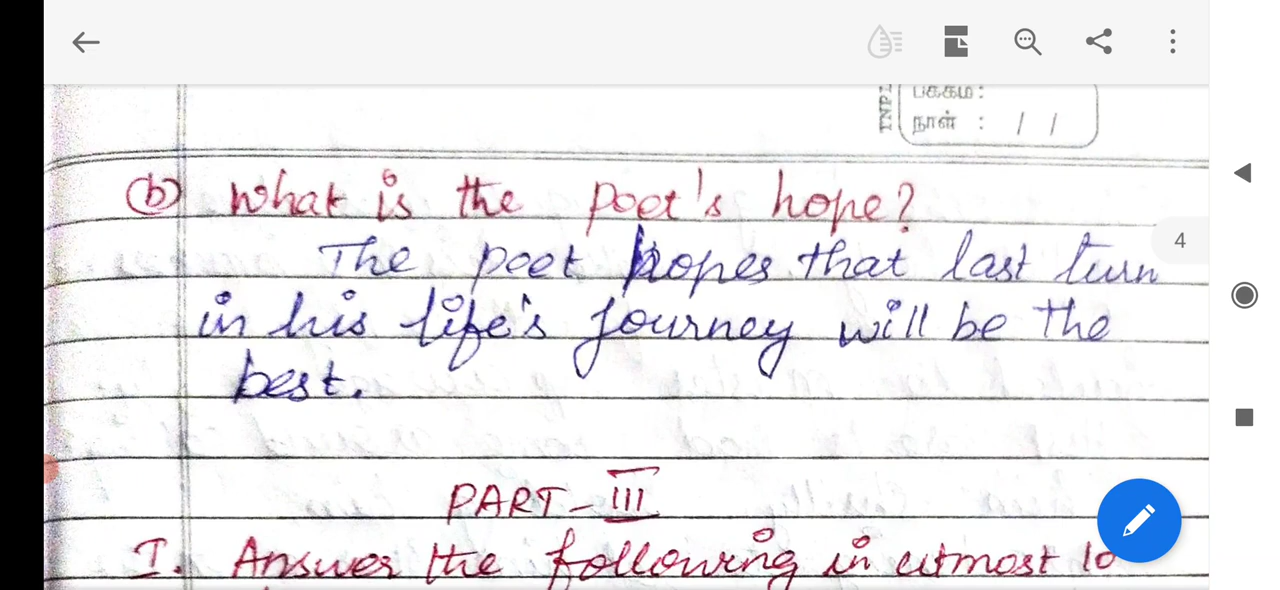 TNPL
பக்கம் :
நாள் : / /
(b) What is the poet's hope?
The poet hopes that last turn
in his life's journey will be the
best.
4
PART - III
I. Answer the following in utmost 10